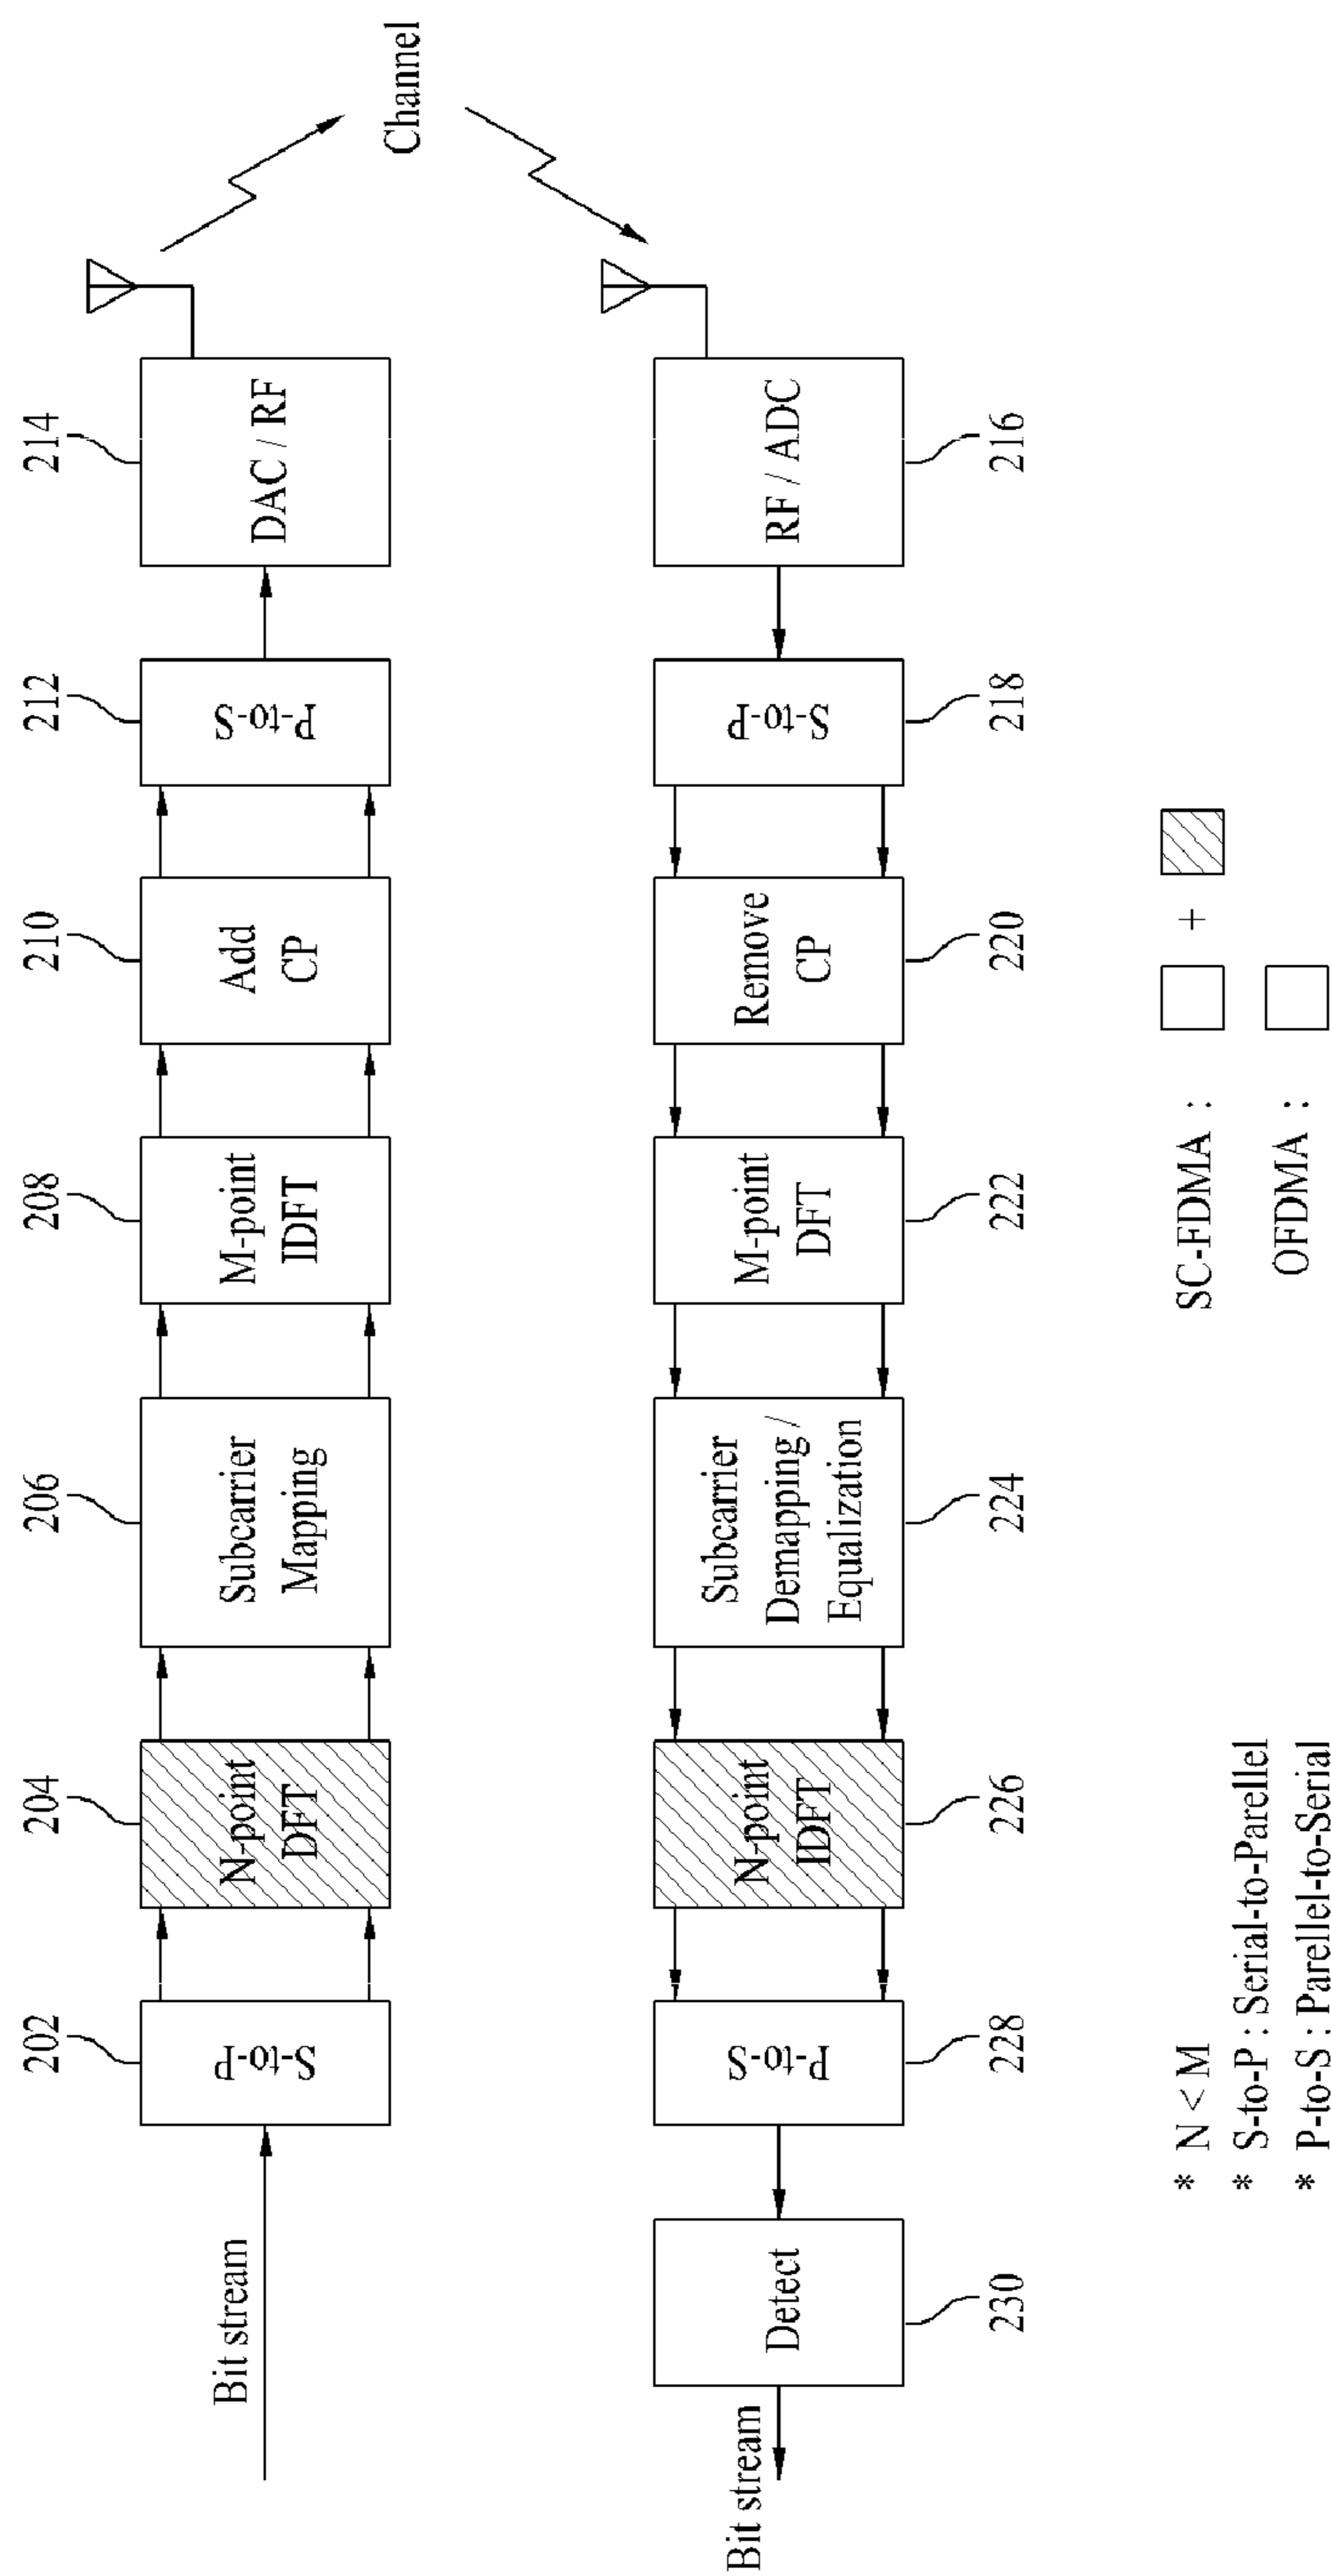 202
204
206
208
210
212
214
Bit stream
S-to-P
N-point
DFT
Subcarrier
Mapping
M-point
IDFT
Add
CP
P-to-S
DAC / RF
Channel
Bit stream
Detect
P-to-S
N-point
IDFT
Subcarrier
Demapping /
Equalization
M-point
DFT
Remove
CP
S-to-P
RF / ADC
230
228
226
224
222
220
218
216
* N < M
* S-to-P : Serial-to-Parellel
* P-to-S : Parellel-to-Serial
SC-FDMA : +
OFDMA :